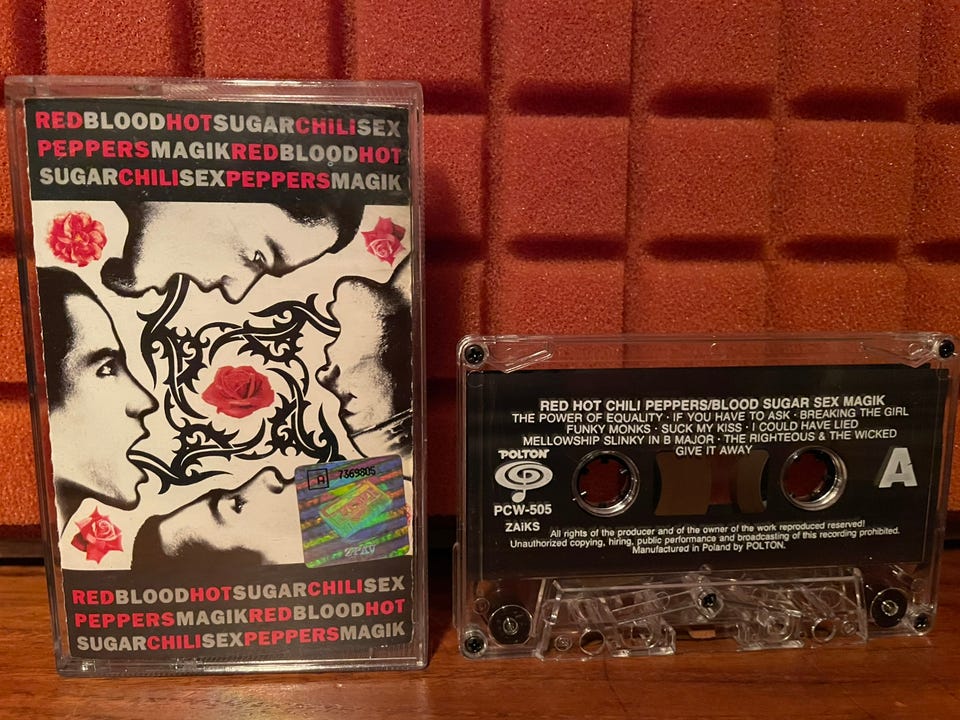 REDBLOODHOTSUGARCHILISEX
PEPPERSMAGIKREDBLOODHOT
SUGARCHILISEXPEPPERSMAGIK
7369805
REDBLOODHOTSUGARCHILISEX
PEPPERSMAGIKREDBLOODHOT
SUGARCHILISEXPEPPERSMAGIK
RED HOT CHILI PEPPERS/BLOOD SUGAR SEX MAGIK
THE POWER OF EQUALITY · IF YOU HAVE TO ASK · BREAKING THE GIRL
FUNKY MONKS · SUCK MY KISS · I COULD HAVE LIED
MELLOWSHIP SLINKY IN B MAJOR · THE RIGHTEOUS & THE WICKED
GIVE IT AWAY
POLTON
PCW-505
ZAiKS
A
All rights of the producer and of the owner of the work reproduced reserved!
Unauthorized copying, hiring, public performance and broadcasting of this recording prohibited.
Manufactured in Poland by POLTON.